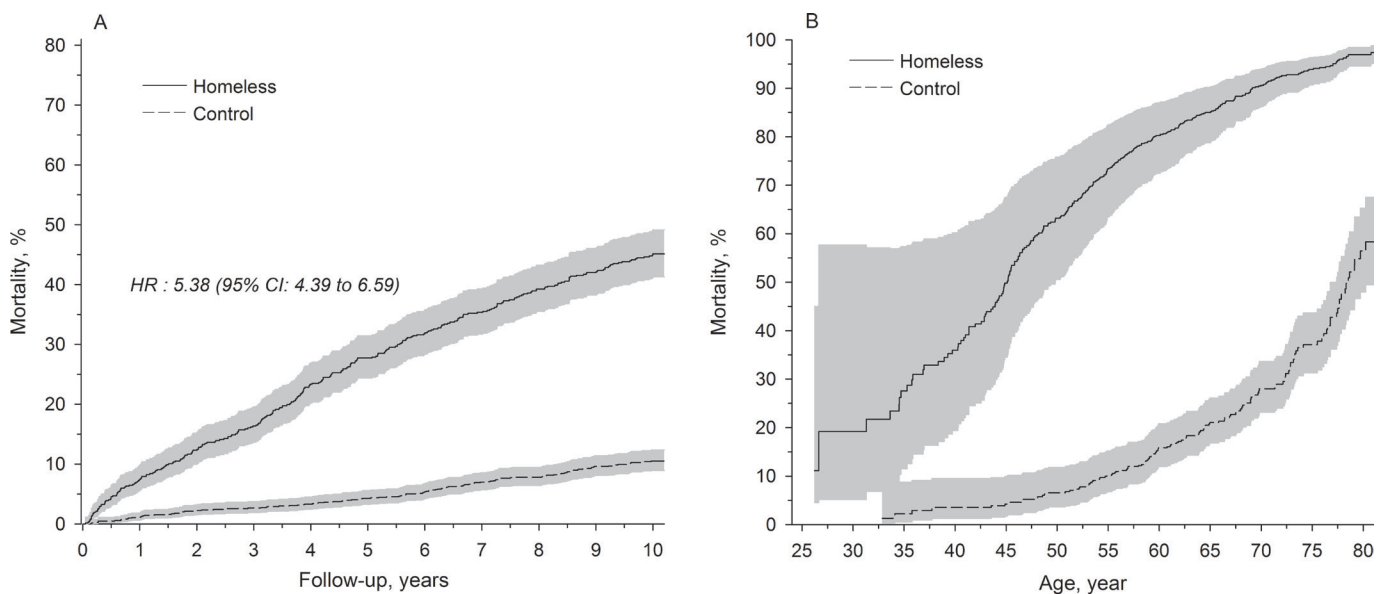 A
80
70
60
50
40
30
20
10
0
Mortality, %
Homeless
Control
HR : 5.38 (95% CI: 4.39 to 6.59)
0 1 2 3 4 5 6 7 8 9 10
Follow-up, years
B
100
90
80
70
60
50
40
30
20
10
0
Mortality, %
Homeless
Control
25 30 35 40 45 50 55 60 65 70 75 80
Age, year